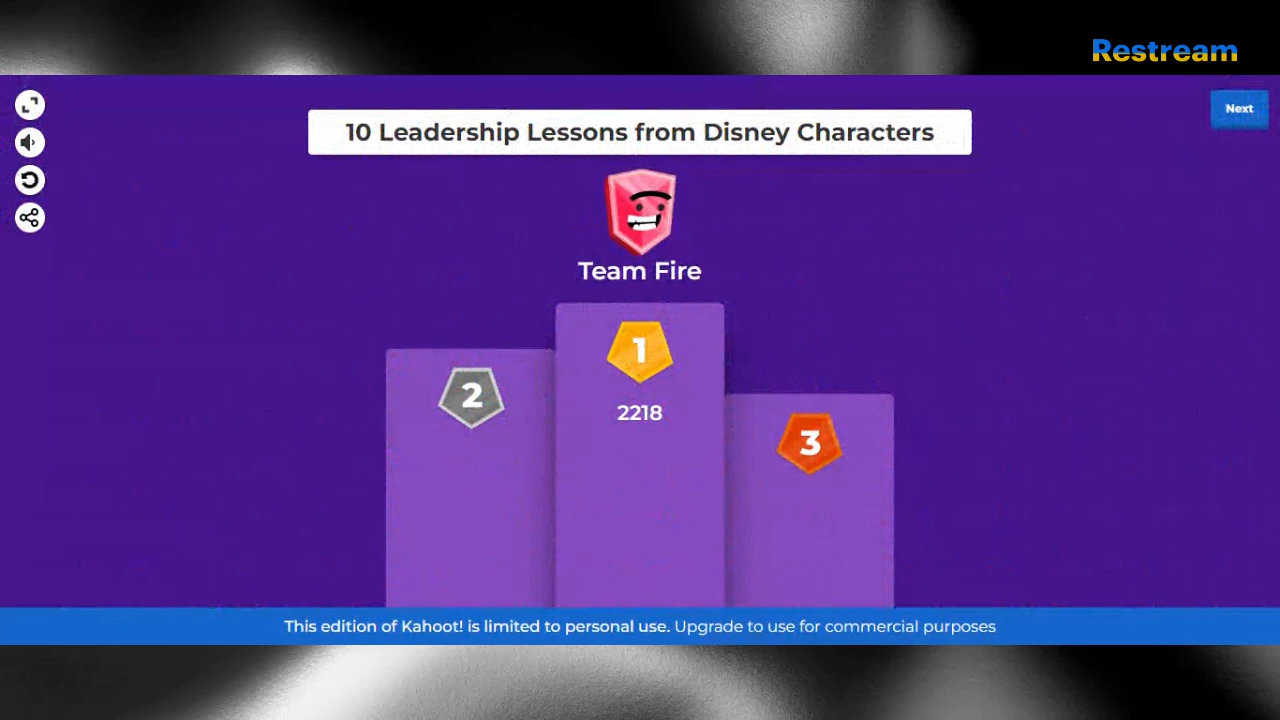 Restream
Next
10 Leadership Lessons from Disney Characters
Team Fire
1
2218
2
3
This edition of Kahoot! is limited to personal use. Upgrade to use for commercial purposes